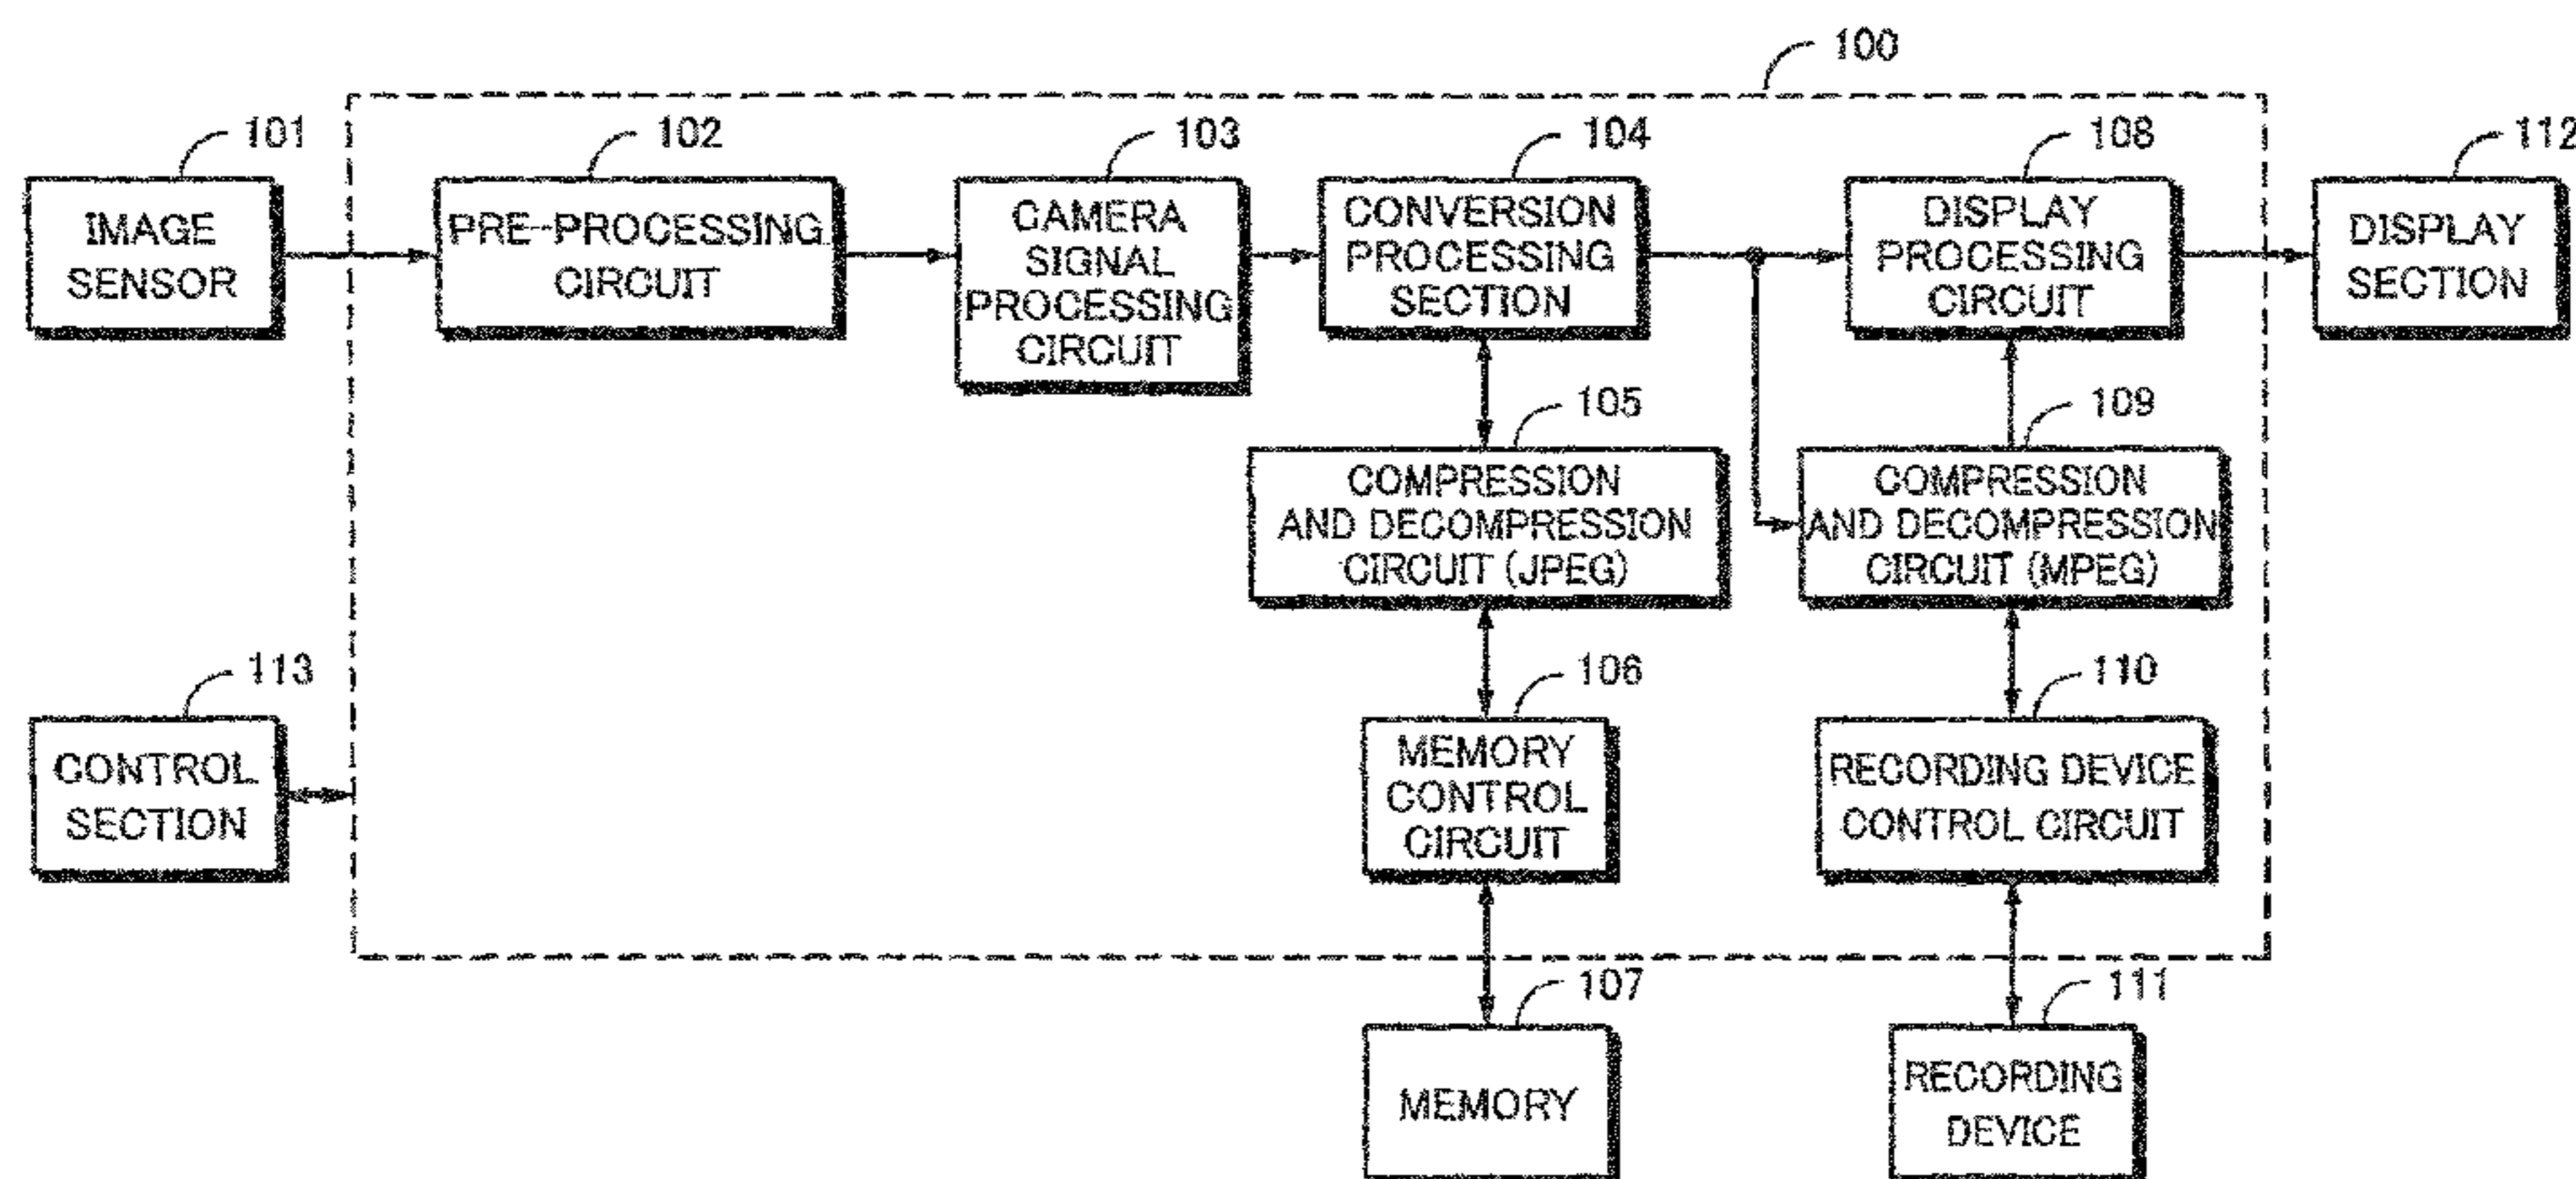 100
101
102
103
104
108
112
IMAGE
SENSOR
PRE-PROCESSING
CIRCUIT
CAMERA
SIGNAL
PROCESSING
CIRCUIT
CONVERSION
PROCESSING
SECTION
DISPLAY
PROCESSING
CIRCUIT
DISPLAY
SECTION
105
109
COMPRESSION
AND DECOMPRESSION
CIRCUIT (JPEG)
COMPRESSION
AND DECOMPRESSION
CIRCUIT (MPEG)
113
106
110
CONTROL
SECTION
MEMORY
CONTROL
CIRCUIT
RECORDING DEVICE
CONTROL CIRCUIT
107
111
MEMORY
RECORDING
DEVICE